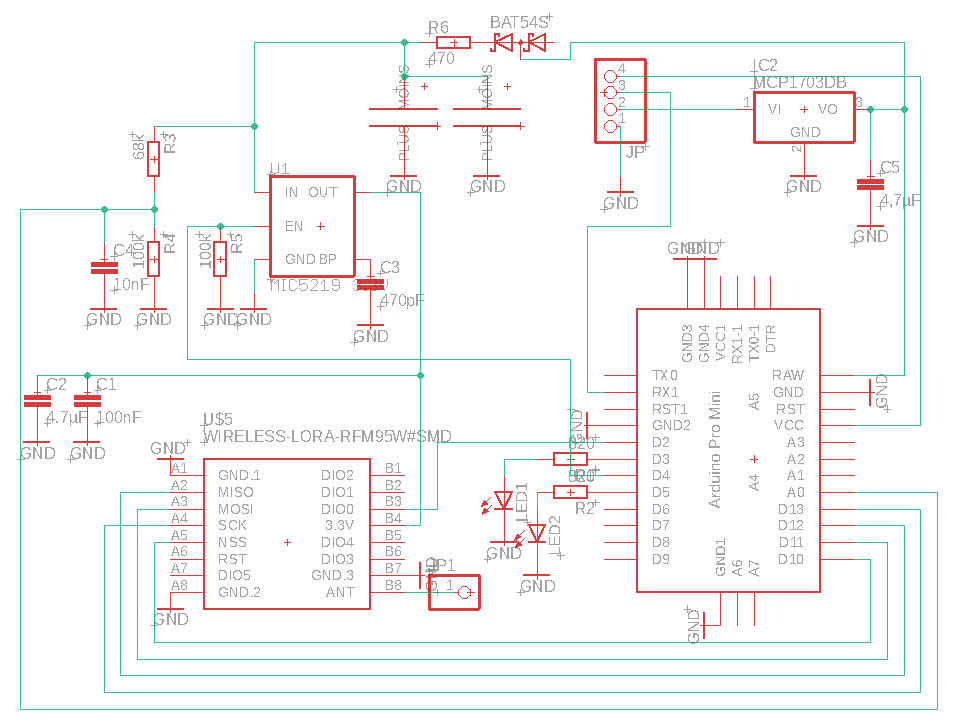 BAT54S
R6
470
MOINS
PLUS
MOINS
PLUS
GND
GND
4
3
2
1
JP
GND
C2
MCP1703DB
1
VI
VO
3
GND
2
GND
C5
4,7µF
GND
68k
R3
100k
R4
100k
R5
C4
10nF
GND
GND
GND
GND
U1
IN
OUT
EN
GND
BP
MIC5219
C3
470pF
GND
C2
4.7µF
GND
C1
100nF
GND
U$5
WIRELESS-LORA-RFM95W#SMD
GND
A1
A2
A3
A4
A5
A6
A7
A8
GND.1
MISO
MOSI
SCK
NSS
RST
DIO5
GND.2
DIO2
DIO1
DIO0
3.3V
DIO4
DIO3
GND.3
ANT
B1
B2
B3
B4
B5
B6
B7
B8
GND
1
LED1
GND
LED2
GND
820
R2
GND
GND
GND
GND3
GND4
VCC1
RX1-1
TX0-1
DTR
TX0
RX1
RST1
GND2
D2
D3
D4
D5
D6
D7
D8
D9
Arduino Pro Mini
A5
A4
RAW
GND
RST
VCC
A3
A2
A1
A0
D13
D12
D11
D10
GND1
A6
A7
GND
GND